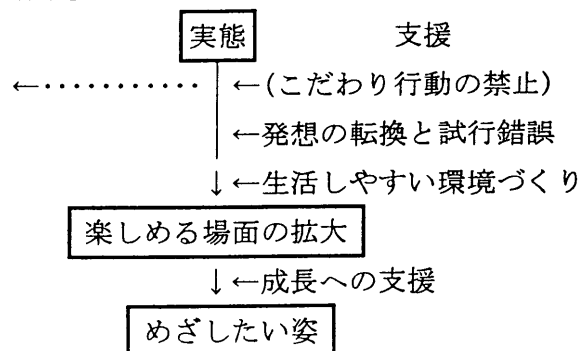 実態 支援
←・・・・・・・・・・・ ←(こだわり行動の禁止)
←発想の転換と試行錯誤
↓←生活しやすい環境づくり
楽しめる場面の拡大
↓←成長への支援
めざしたい姿